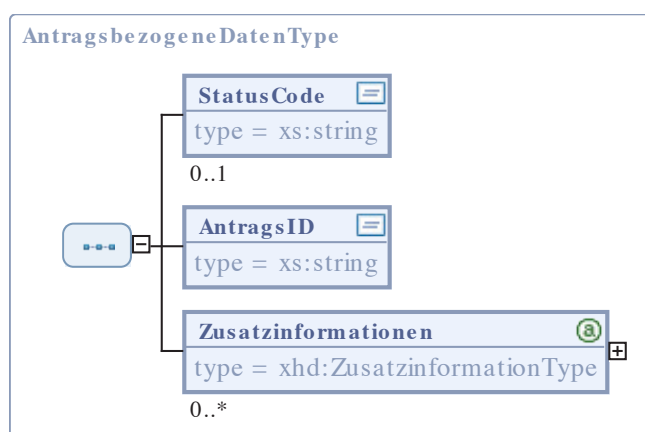 AntragsbezogeneDatenType
StatusCode
type = xs:string
0..1
AntragsID
type = xs:string
Zusatzinformationen
type = xhd:ZusatzinformationType
0..*